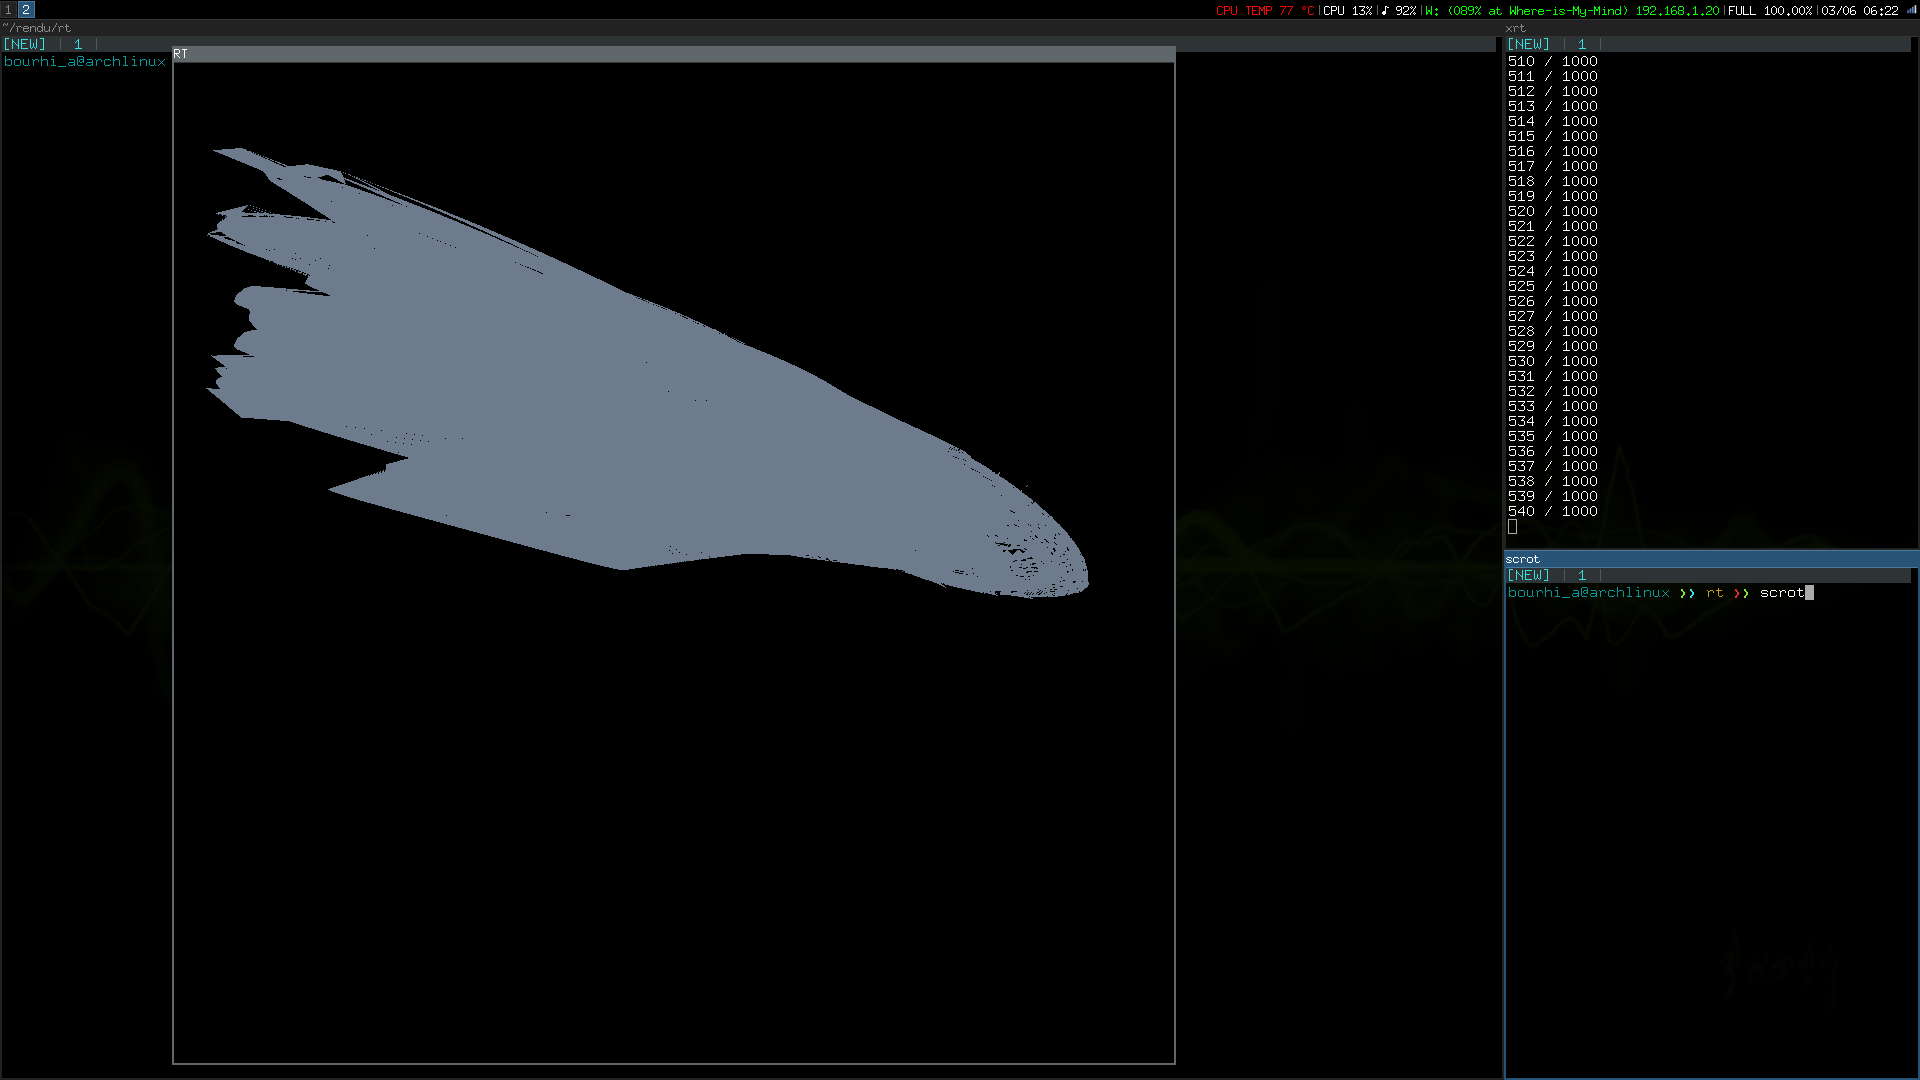 1 2
CPU TEMP 77 °C|CPU 13%|♪ 92%|W: (089% at Where-is-My-Mind) 192.168.1.20|FULL 100.00%|03/06 06:22
~/rendu/rt
[NEW] | 1 |
bourhi_a@archlinux
RT
xrt
[NEW] | 1 |
510 / 1000
511 / 1000
512 / 1000
513 / 1000
514 / 1000
515 / 1000
516 / 1000
517 / 1000
518 / 1000
519 / 1000
520 / 1000
521 / 1000
522 / 1000
523 / 1000
524 / 1000
525 / 1000
526 / 1000
527 / 1000
528 / 1000
529 / 1000
530 / 1000
531 / 1000
532 / 1000
533 / 1000
534 / 1000
535 / 1000
536 / 1000
537 / 1000
538 / 1000
539 / 1000
540 / 1000
scrot
[NEW] | 1 |
bourhi_a@archlinux ❯❯ rt ❯❯ scrot